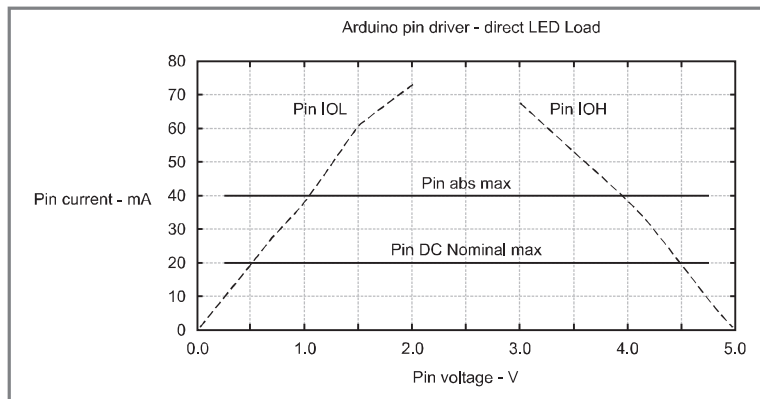 Arduino pin driver - direct LED Load
80
70
60
50
40
30
20
10
0
Pin current - mA
Pin IOL
Pin IOH
Pin abs max
Pin DC Nominal max
0.0 1.0 2.0 3.0 4.0 5.0
Pin voltage - V